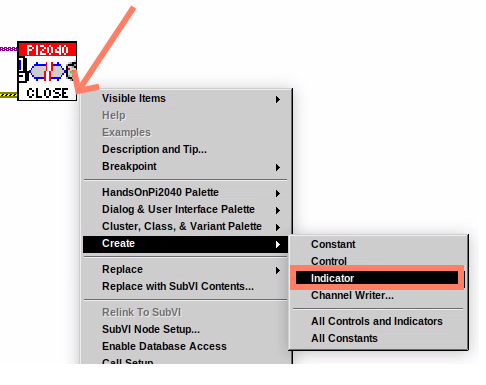 PI2040
CLOSE
Visible Items
Help
Examples
Description and Tip...
Breakpoint
HandsOnPi2040 Palette
Dialog & User Interface Palette
Cluster, Class, & Variant Palette
Create
Constant
Control
Indicator
Channel Writer...
All Controls and Indicators
All Constants
Replace
Replace with SubVI Contents...
Relink To SubVI
SubVI Node Setup...
Enable Database Access
Call Setup...